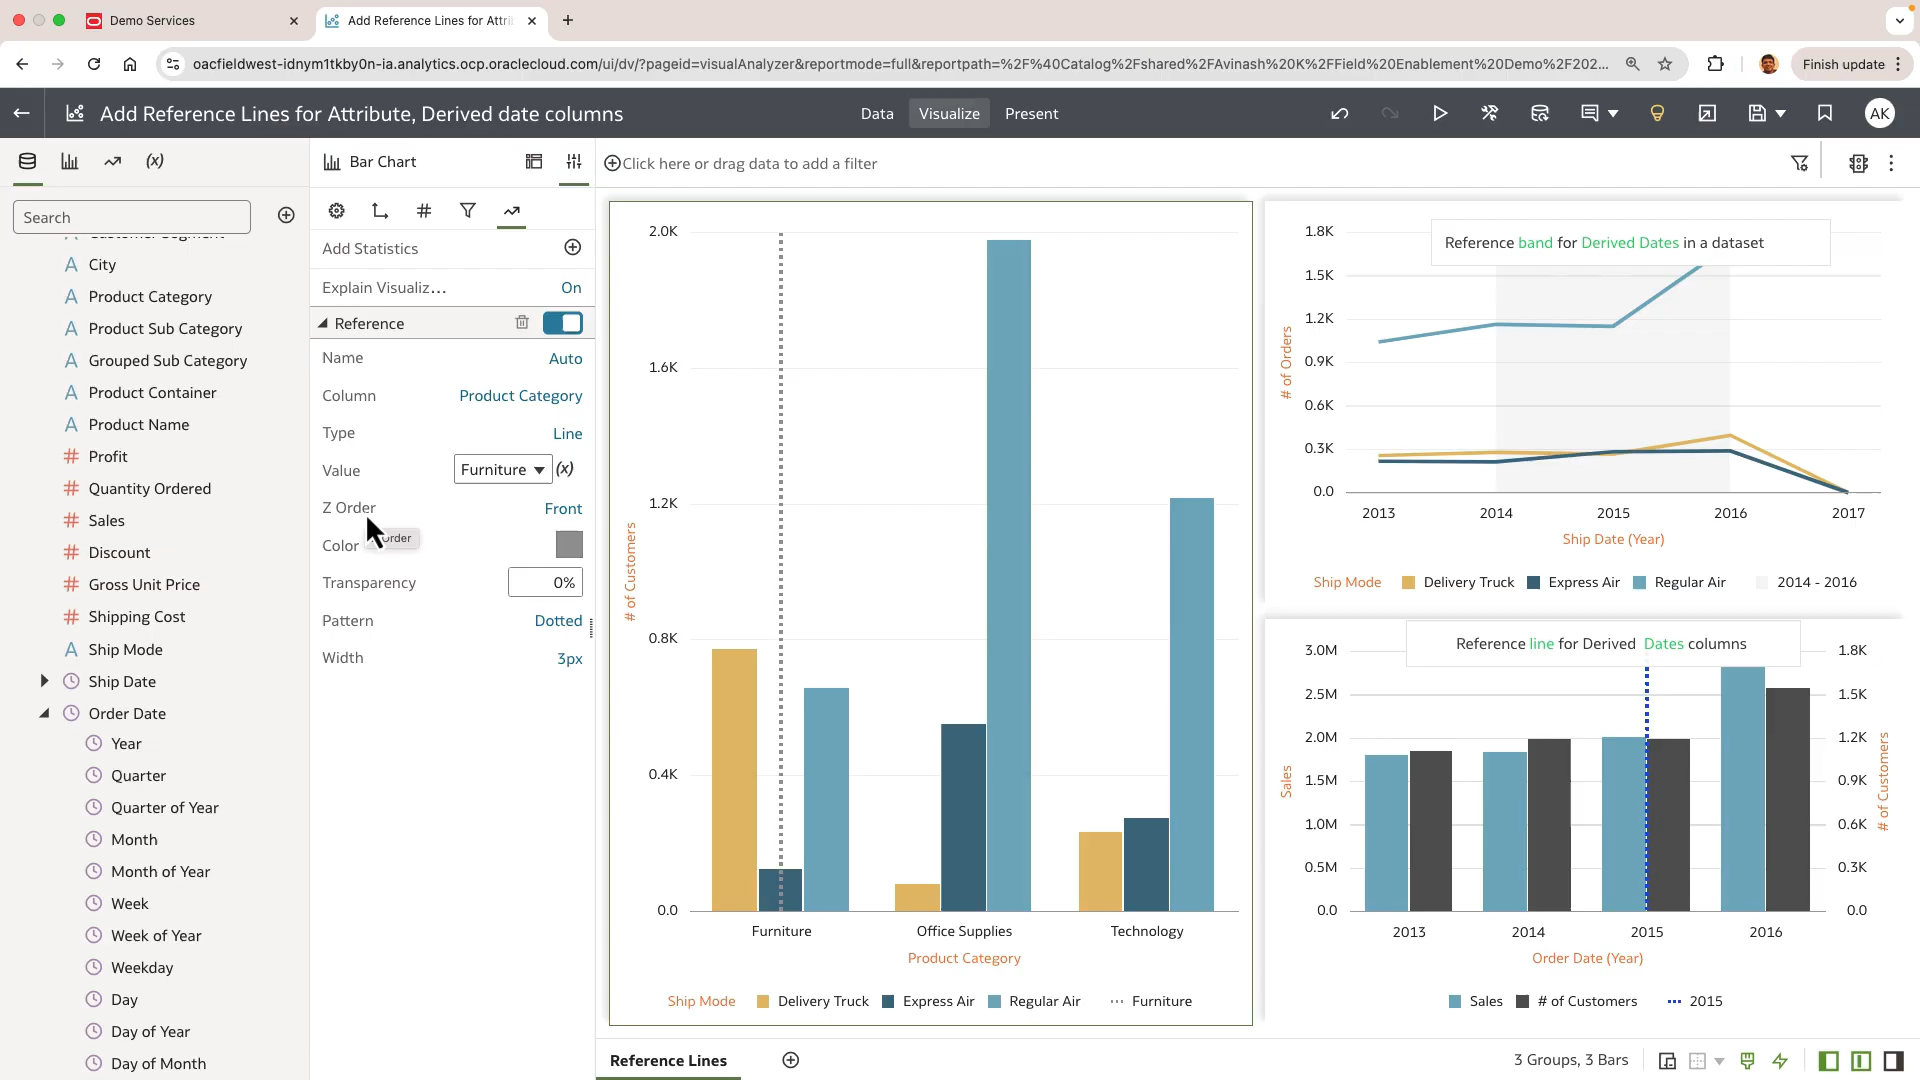 Demo Services
Add Reference Lines for Attri
oacfieldwest-idnym1tkby0n-ia.analytics.ocp.oraclecloud.com/ui/dv/?pageid=visualAnalyzer&reportmode=full&reportpath=%2F%40Catalog%2Fshared%2FAvinash%20K%2FField%20Enablement%20Demo%2F202...
Finish update
Add Reference Lines for Attribute, Derived date columns
Data
Visualize
Present
AK
Search
City
Product Category
Product Sub Category
Grouped Sub Category
Product Container
Product Name
Profit
Quantity Ordered
Sales
Discount
Gross Unit Price
Shipping Cost
Ship Mode
Ship Date
Order Date
Year
Quarter
Quarter of Year
Month
Month of Year
Week
Week of Year
Weekday
Day
Day of Year
Day of Month
Bar Chart
Add Statistics
Explain Visualiz... On
Reference
Name Auto
Column Product Category
Type Line
Value Furniture (x)
Z Order Front
Color
Transparency 0%
Pattern Dotted
Width 3px
Click here or drag data to add a filter
2.0K
1.6K
1.2K
0.8K
0.4K
0.0
# of Customers
Furniture Office Supplies Technology
Product Category
Ship Mode Delivery Truck Express Air Regular Air Furniture
Reference band for Derived Dates in a dataset
1.8K
1.5K
1.2K
0.9K
0.6K
0.3K
0.0
# of Orders
2013 2014 2015 2016 2017
Ship Date (Year)
Ship Mode Delivery Truck Express Air Regular Air 2014 - 2016
Reference line for Derived Dates columns
3.0M 1.8K
2.5M 1.5K
2.0M 1.2K
1.5M 0.9K
1.0M 0.6K
0.5M 0.3K
0.0 0.0
Sales
# of Customers
2013 2014 2015 2016
Order Date (Year)
Sales # of Customers 2015
Reference Lines
3 Groups, 3 Bars